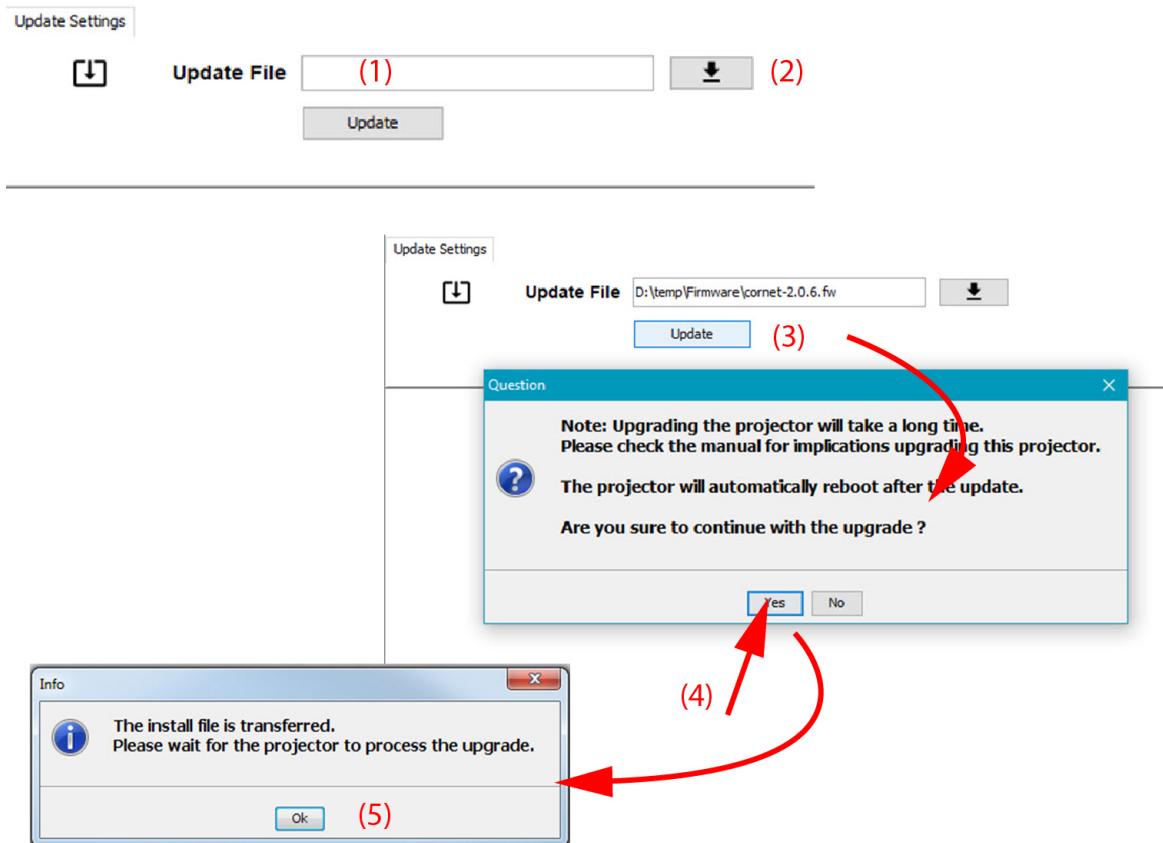 Update Settings
Update File (1) (2)
Update
Update Settings
Update File D:\temp\Firmware\cornet-2.0.6.fw
Update (3)
Question
Note: Upgrading the projector will take a long time.
Please check the manual for implications upgrading this projector.
The projector will automatically reboot after the update.
Are you sure to continue with the upgrade ?
Yes No
(4)
Info
The install file is transferred.
Please wait for the projector to process the upgrade.
Ok (5)